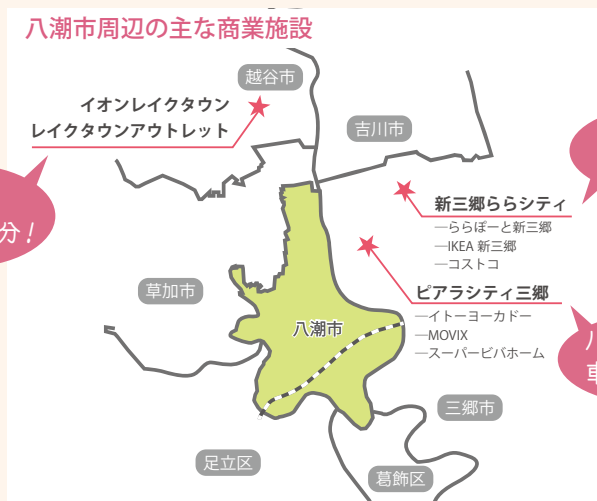 八潮市周辺の主な商業施設
越谷市
イオンレイクタウン
レイクタウンアウトレット
吉川市
分!
新三郷ららシティ
―ららぽーと新三郷
―IKEA 新三郷
―コストコ
草加市
ピアラシティ三郷
―イトーヨーカドー
―MOVIX
―スーパービバホーム
八潮市
三郷市
足立区
葛飾区